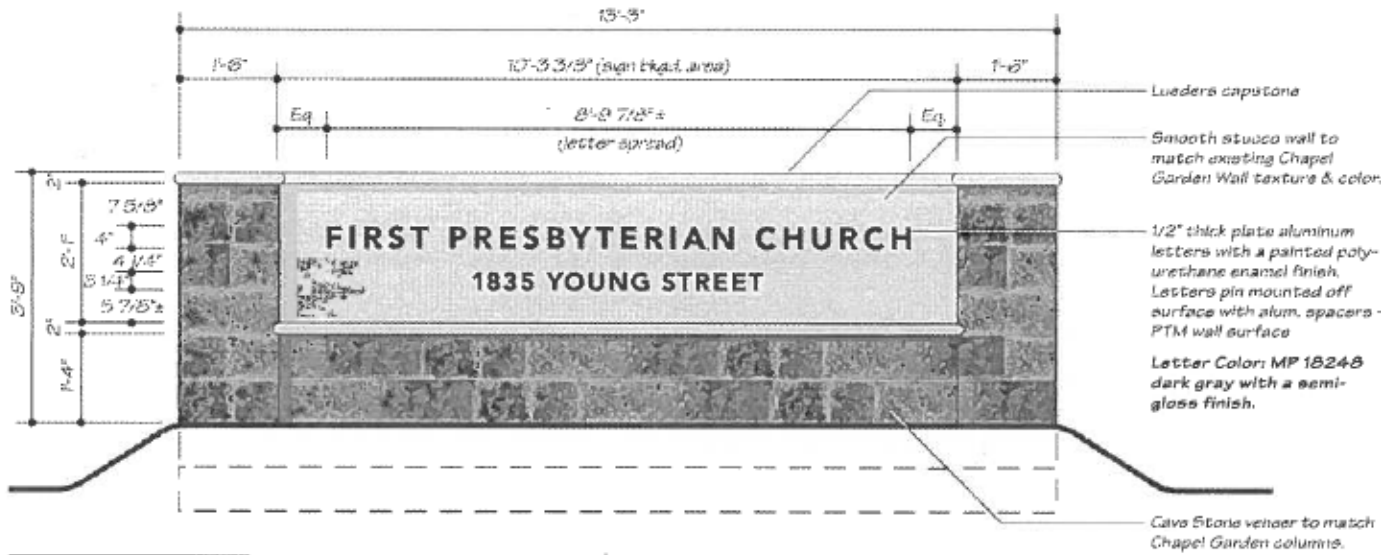 13'-3"
1'-6"
10'-3 3/8" (sign bkgd. area)
1'-6"
Eq.
8'-9 7/8" ±
Eq.
(letter spread)
Lueders capstone
Smooth stucco wall to
match existing Chapel
Garden Wall texture & color.
2"
7 5/8"
4"
4 1/4"
3 1/4"
5 7/8"±
2'-1"
2"
1'-4"
FIRST PRESBYTERIAN CHURCH
1835 YOUNG STREET
1/2" thick plate aluminum
letters with a painted poly-
urethane enamel finish.
Letters pin mounted off
surface with alum. spacers -
PTM wall surface
Letter Color: MP 18248
dark gray with a semi-
gloss finish.
Cave Stone veneer to match
Chapel Garden columns.